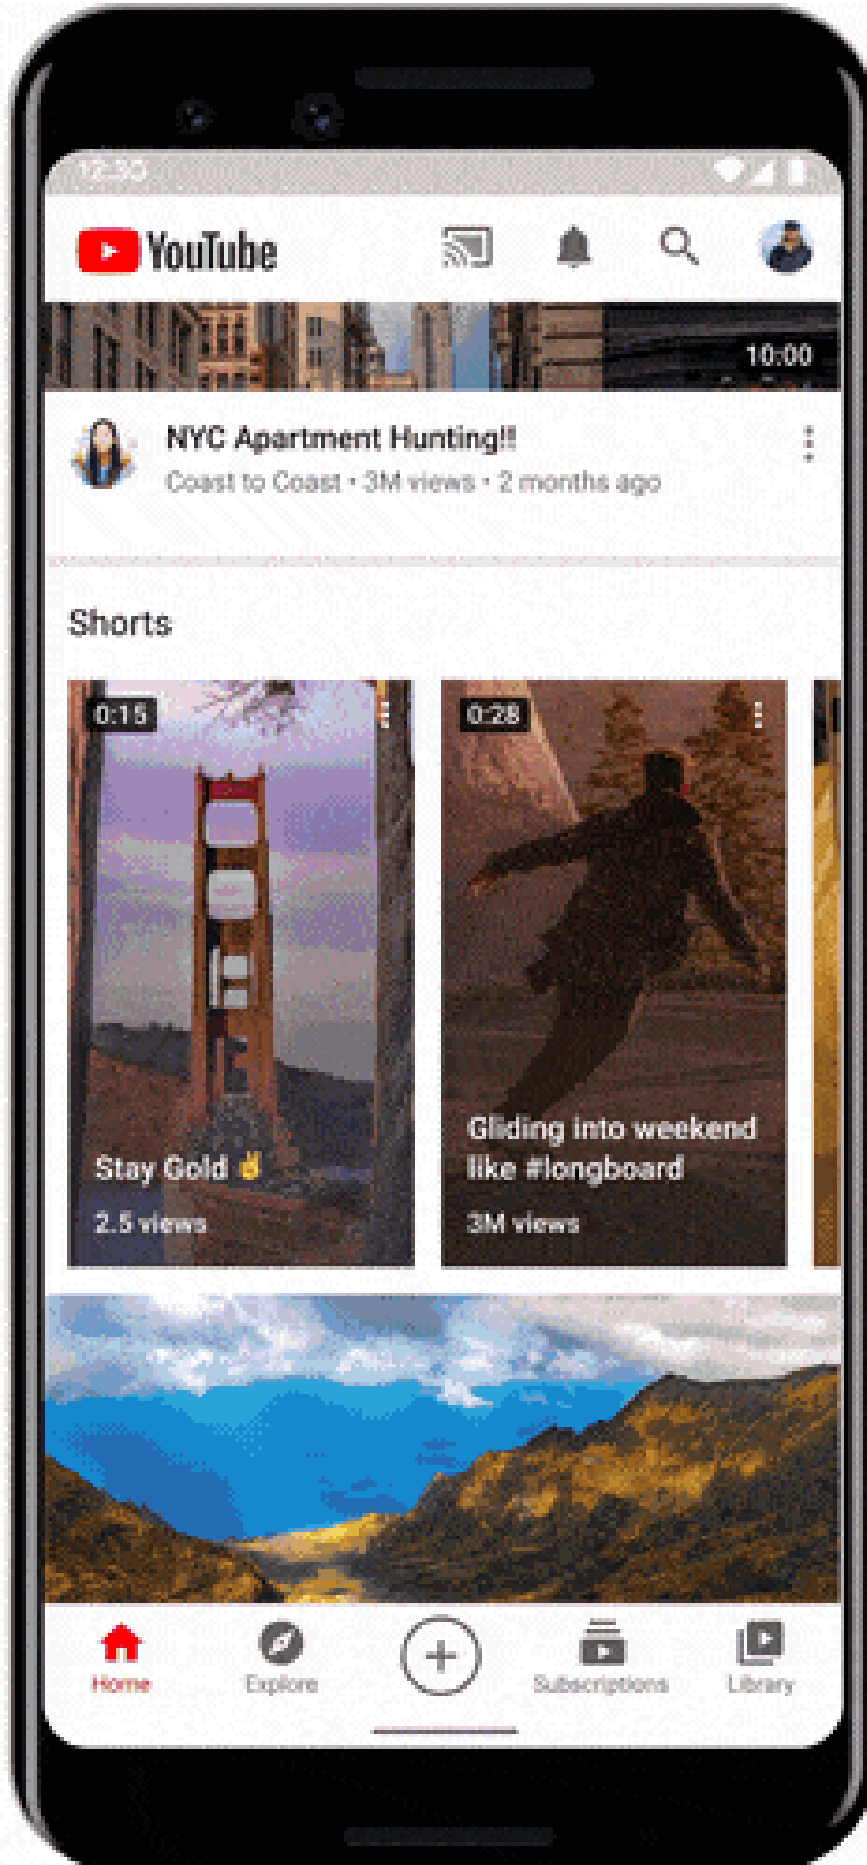 12:30
YouTube
10:00
NYC Apartment Hunting!!
Coast to Coast • 3M views • 2 months ago
Shorts
0:15
0:28
Stay Gold ✌️
2.5 views
Gliding into weekend
like #longboard
3M views
Home
Explore
Subscriptions
Library